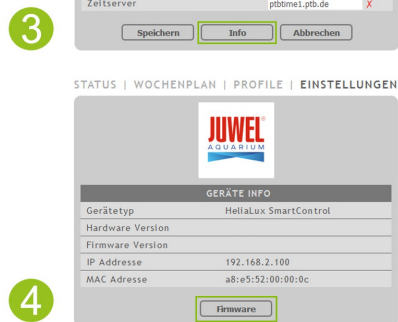 Zeitserver ptbtime1.ptb.de X
3
Speichern Info Abbrechen
STATUS | WOCHENPLAN | PROFILE | EINSTELLUNGEN
JUWEL
AQUARIUM
GERÄTE INFO
Gerätetyp HeliaLux SmartControl
Hardware Version
Firmware Version
IP Addresse 192.168.2.100
MAC Adresse a8:e5:52:00:00:0c
4
Firmware